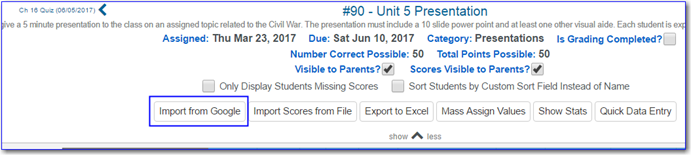 Ch 16 Quiz (06/05/2017)
#90 - Unit 5 Presentation
give a 5 minute presentation to the class on an assigned topic related to the Civil War. The presentation must include a 10 slide power point and at least one other visual aide. Each student is exp
Assigned: Thu Mar 23, 2017 Due: Sat Jun 10, 2017 Category: Presentations Is Grading Completed?
Number Correct Possible: 50 Total Points Possible: 50
Visible to Parents? Scores Visible to Parents?
Only Display Students Missing Scores Sort Students by Custom Sort Field Instead of Name
Import from Google Import Scores from File Export to Excel Mass Assign Values Show Stats Quick Data Entry
show less